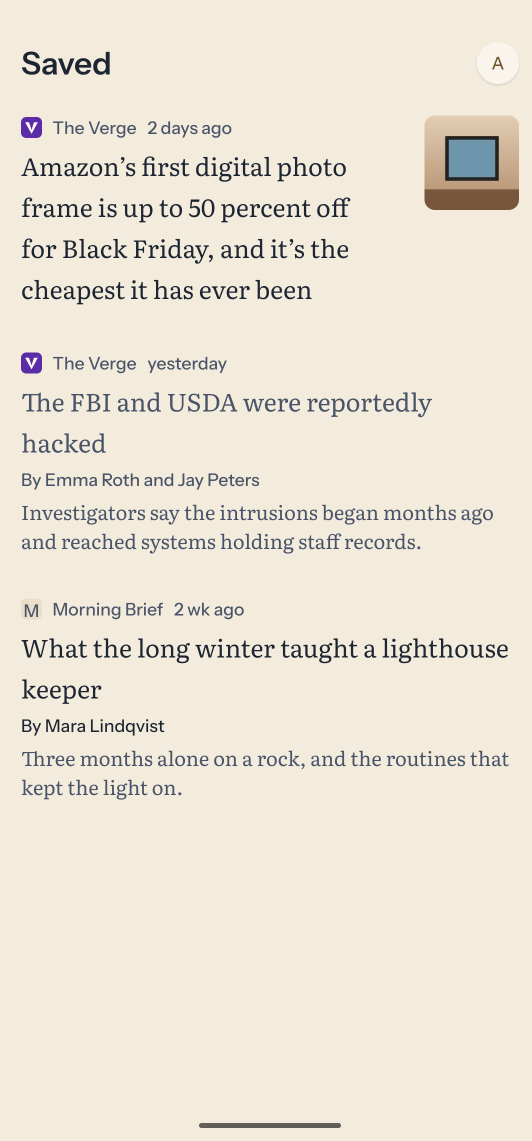 Saved
A
The Verge 2 days ago
Amazon’s first digital photo
frame is up to 50 percent off
for Black Friday, and it’s the
cheapest it has ever been
The Verge yesterday
The FBI and USDA were reportedly
hacked
By Emma Roth and Jay Peters
Investigators say the intrusions began months ago
and reached systems holding staff records.
M Morning Brief 2 wk ago
What the long winter taught a lighthouse
keeper
By Mara Lindqvist
Three months alone on a rock, and the routines that
kept the light on.